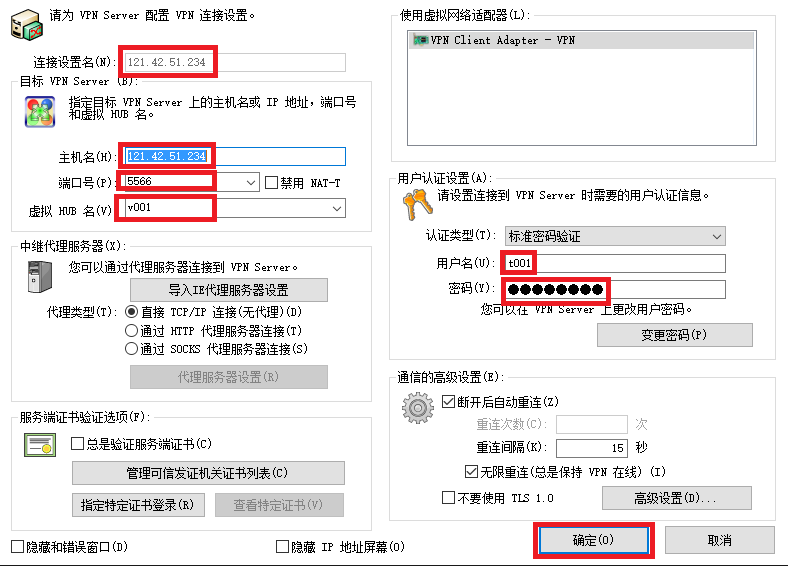 请为 VPN Server 配置 VPN 连接设置。
连接设置名(N): 121.42.51.234
目标 VPN Server (B):
指定目标 VPN Server 上的主机名或 IP 地址，端口号
和虚拟 HUB 名。
主机名(H): 121.42.51.234
端口号(P): 5566 禁用 NAT-T
虚拟 HUB 名(V) v001
中继代理服务器(X):
您可以通过代理服务器连接到 VPN Server。
导入IE代理服务器设置
代理类型(T): 直接 TCP/IP 连接(无代理)(D)
通过 HTTP 代理服务器连接(T)
通过 SOCKS 代理服务器连接(S)
代理服务器设置(R)
服务端证书验证选项(F):
总是验证服务端证书(C)
管理可信发证机关证书列表(C)
指定特定证书登录(R) 查看特定证书(V)
隐藏和错误窗口(D) 隐藏 IP 地址屏幕(O)
使用虚拟网络适配器(L):
VPN Client Adapter - VPN
用户认证设置(A):
请设置连接到 VPN Server 时需要的用户认证信息。
认证类型(T): 标准密码验证
用户名(U): t001
密码(Y): ●●●●●●●●
您可以在 VPN Server 上更改用户密码。
变更密码(P)
通信的高级设置(E):
断开后自动重连(Z)
重连次数(C): 次
重连间隔(K): 15 秒
无限重连(总是保持 VPN 在线) (I)
不要使用 TLS 1.0 高级设置(D)...
确定(O) 取消